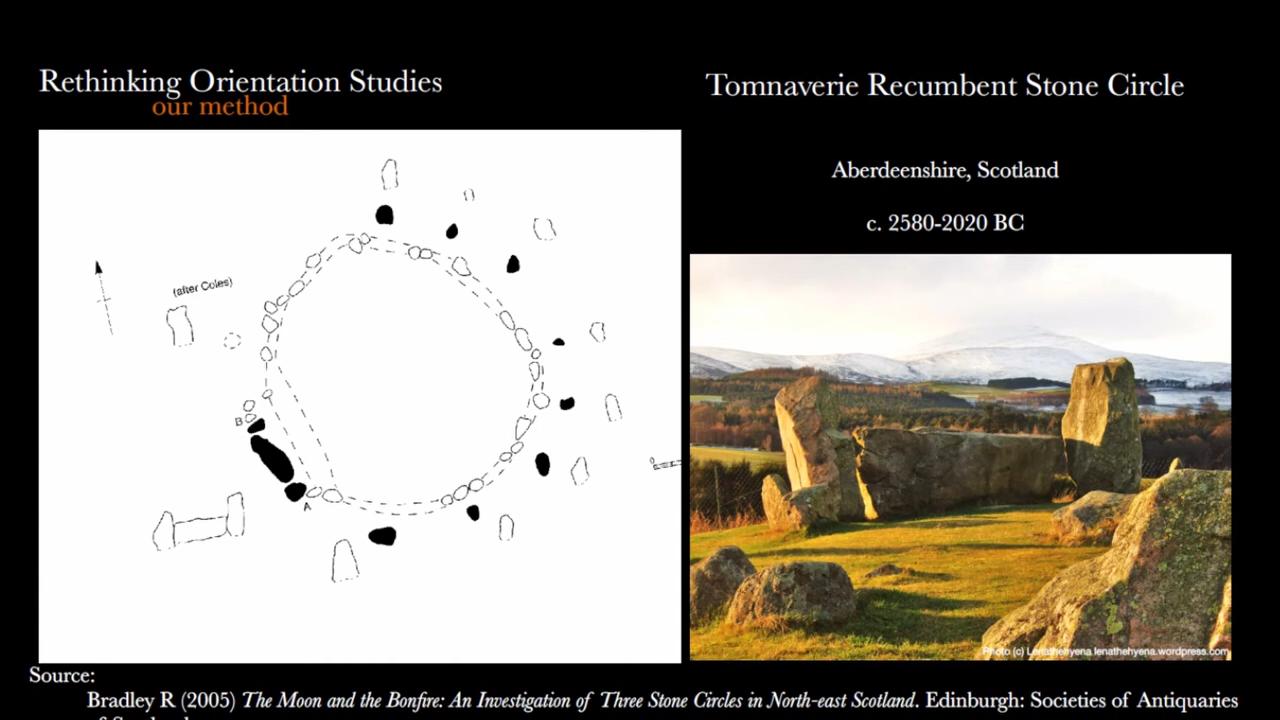 Rethinking Orientation Studies
our method
Tomnaverie Recumbent Stone Circle
Aberdeenshire, Scotland
c. 2580-2020 BC
(after Coles)
B
A
Photo (c) Lenathehyena.lenathehyena.wordpress.com
Source:
Bradley R (2005) The Moon and the Bonfire: An Investigation of Three Stone Circles in North-east Scotland. Edinburgh: Societies of Antiquaries